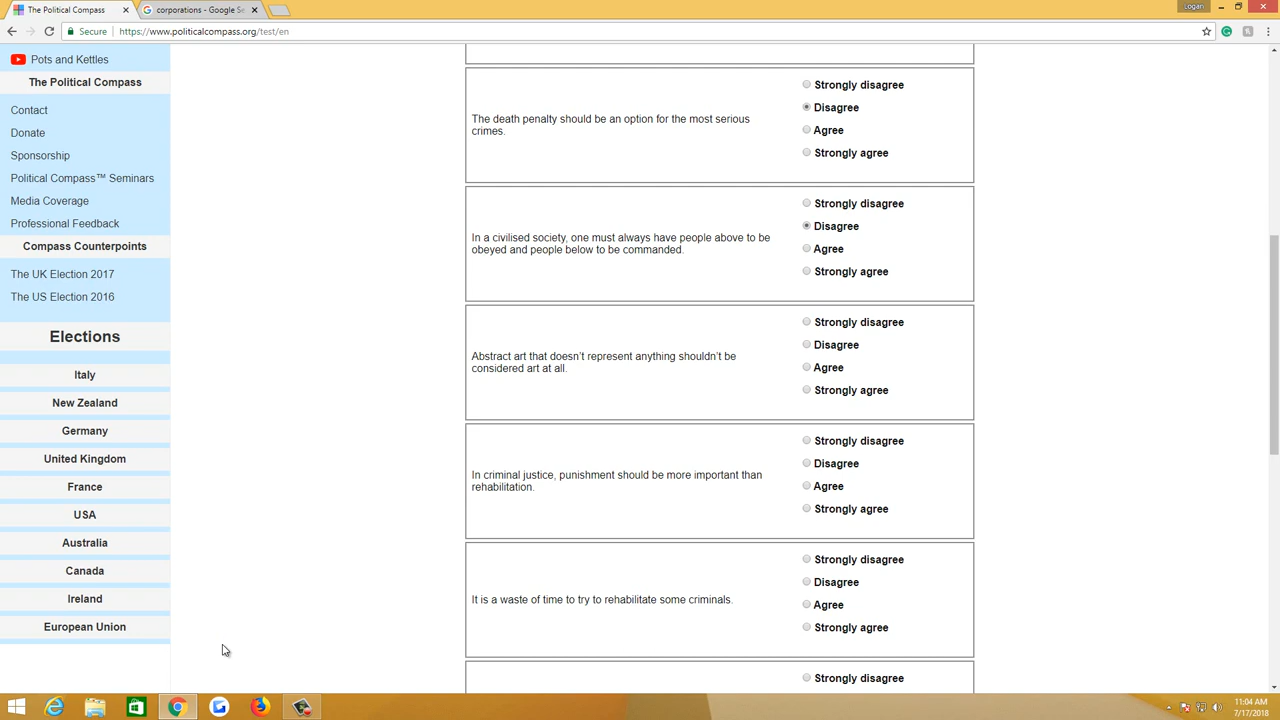 Logan
The Political Compass
corporations - Google Se
Secure
https://www.politicalcompass.org/test/en
Pots and Kettles
The Political Compass
Contact
Donate
Sponsorship
Political Compass™ Seminars
Media Coverage
Professional Feedback
Compass Counterpoints
The UK Election 2017
The US Election 2016
Elections
Italy
New Zealand
Germany
United Kingdom
France
USA
Australia
Canada
Ireland
European Union
The death penalty should be an option for the most serious
crimes.
Strongly disagree
Disagree
Agree
Strongly agree
In a civilised society, one must always have people above to be
obeyed and people below to be commanded.
Strongly disagree
Disagree
Agree
Strongly agree
Abstract art that doesn't represent anything shouldn't be
considered art at all.
Strongly disagree
Disagree
Agree
Strongly agree
In criminal justice, punishment should be more important than
rehabilitation.
Strongly disagree
Disagree
Agree
Strongly agree
It is a waste of time to try to rehabilitate some criminals.
Strongly disagree
Disagree
Agree
Strongly agree
Strongly disagree
11:04 AM
7/17/2018